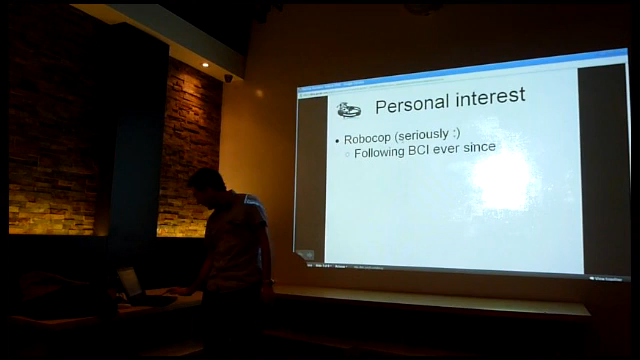 Personal interest
• Robocop (seriously :)
○ Following BCI ever since